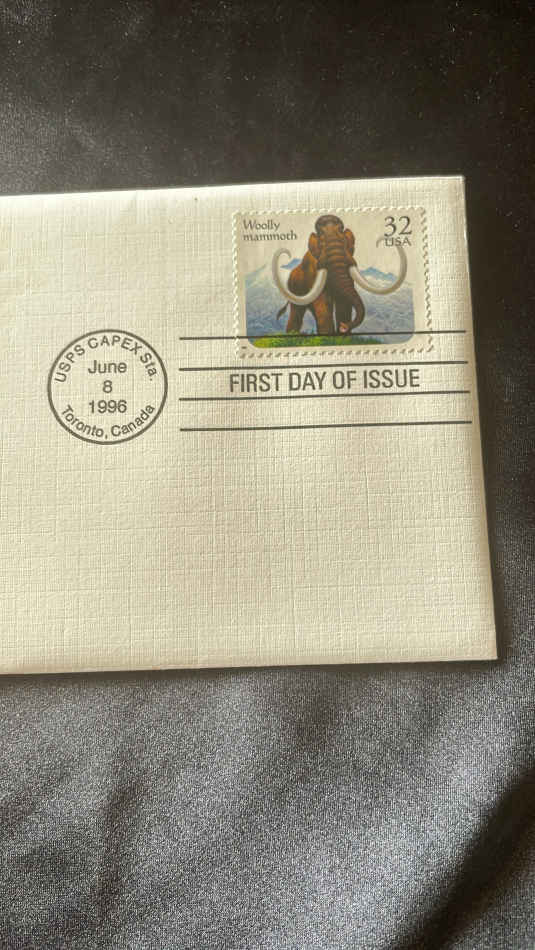 Woolly
mammoth
32
USA
USPS CAPEX Sta.
June
8
1996
Toronto, Canada
FIRST DAY OF ISSUE